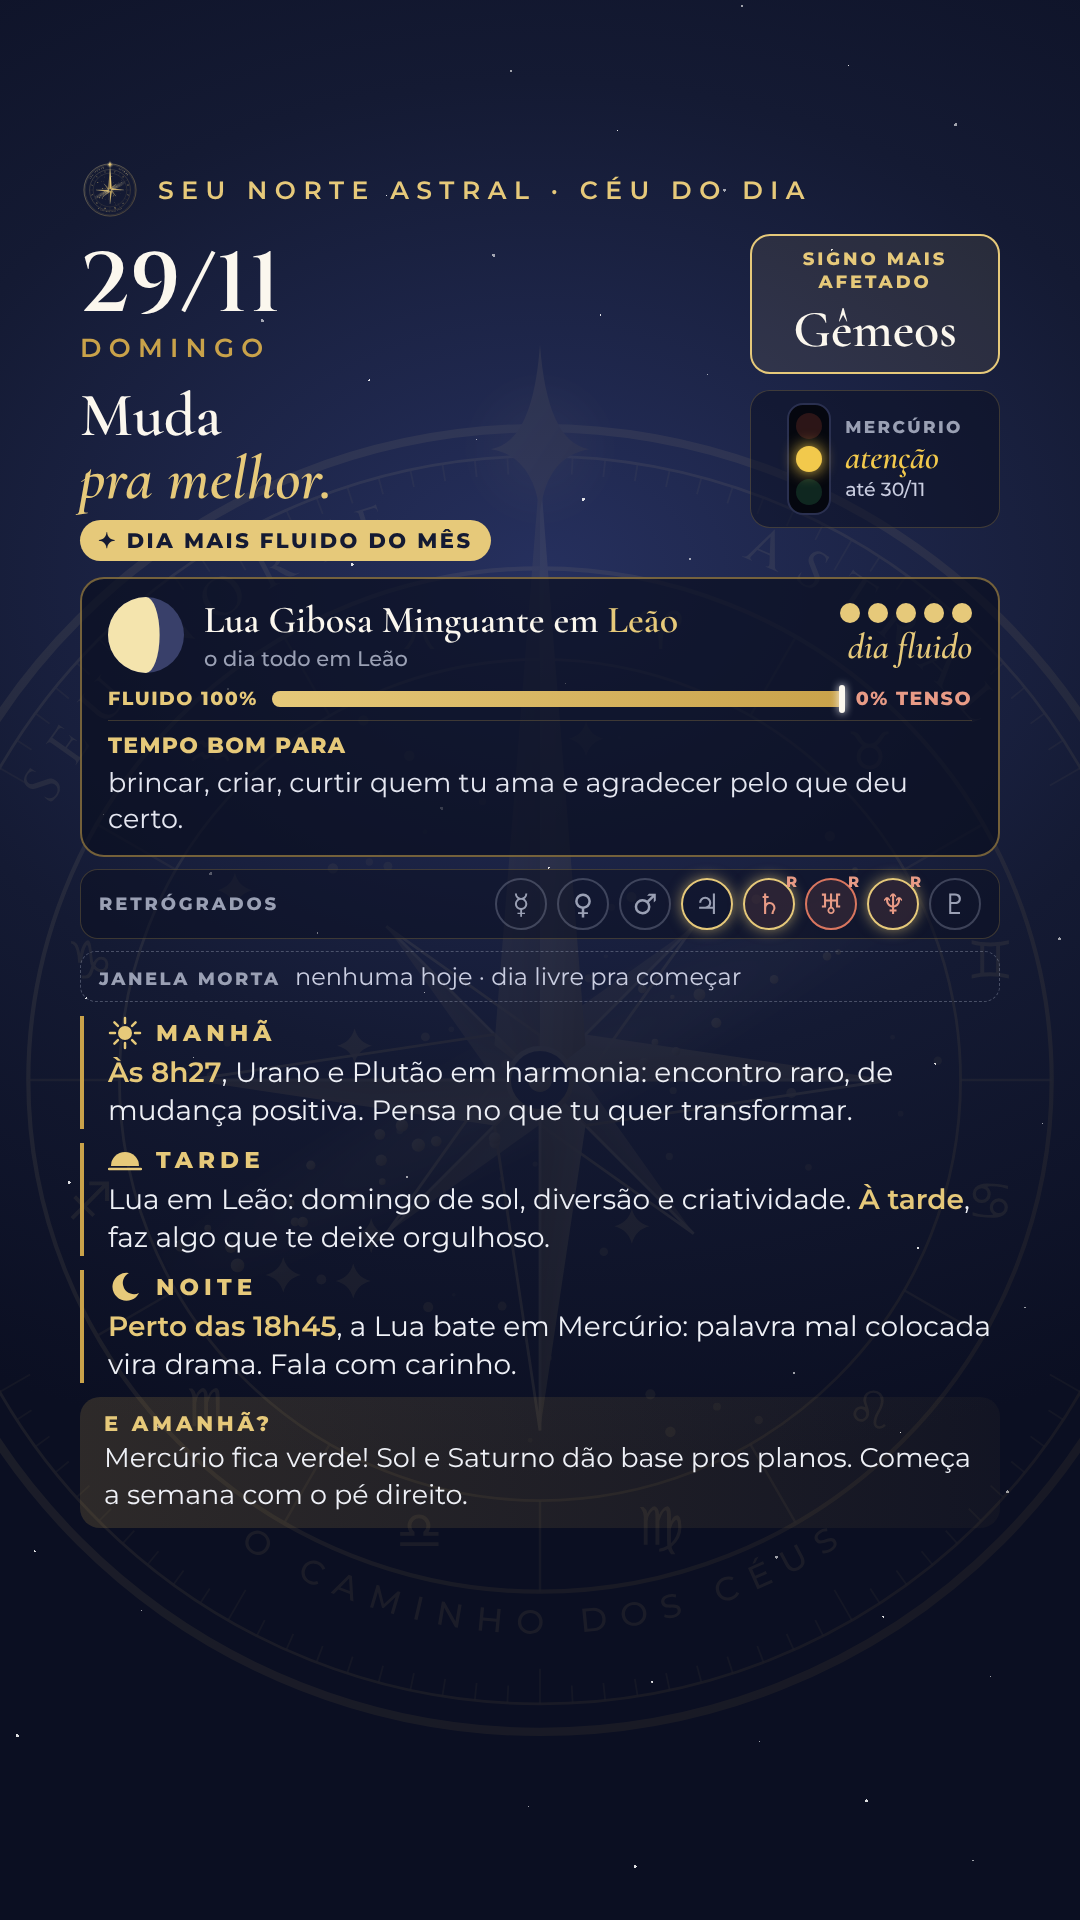 SEU NORTE ASTRAL · CÉU DO DIA
29/11
DOMINGO
Muda
pra melhor.
✦ DIA MAIS FLUIDO DO MÊS
SIGNO MAIS
AFETADO
Gêmeos
MERCÚRIO
atenção
até 30/11
Lua Gibosa Minguante em Leão
o dia todo em Leão
dia fluido
FLUIDO 100%
0% TENSO
TEMPO BOM PARA
brincar, criar, curtir quem tu ama e agradecer pelo que deu
certo.
RETRÓGRADOS
☿ ♀ ♂ ♃ ♄ R ♅ R ♆ R ♇
JANELA MORTA nenhuma hoje · dia livre pra começar
MANHÃ
Às 8h27, Urano e Plutão em harmonia: encontro raro, de
mudança positiva. Pensa no que tu quer transformar.
TARDE
Lua em Leão: domingo de sol, diversão e criatividade. À tarde,
faz algo que te deixe orgulhoso.
NOITE
Perto das 18h45, a Lua bate em Mercúrio: palavra mal colocada
vira drama. Fala com carinho.
E AMANHÃ?
Mercúrio fica verde! Sol e Saturno dão base pros planos. Começa
a semana com o pé direito.
O CAMINHO DOS CÉUS